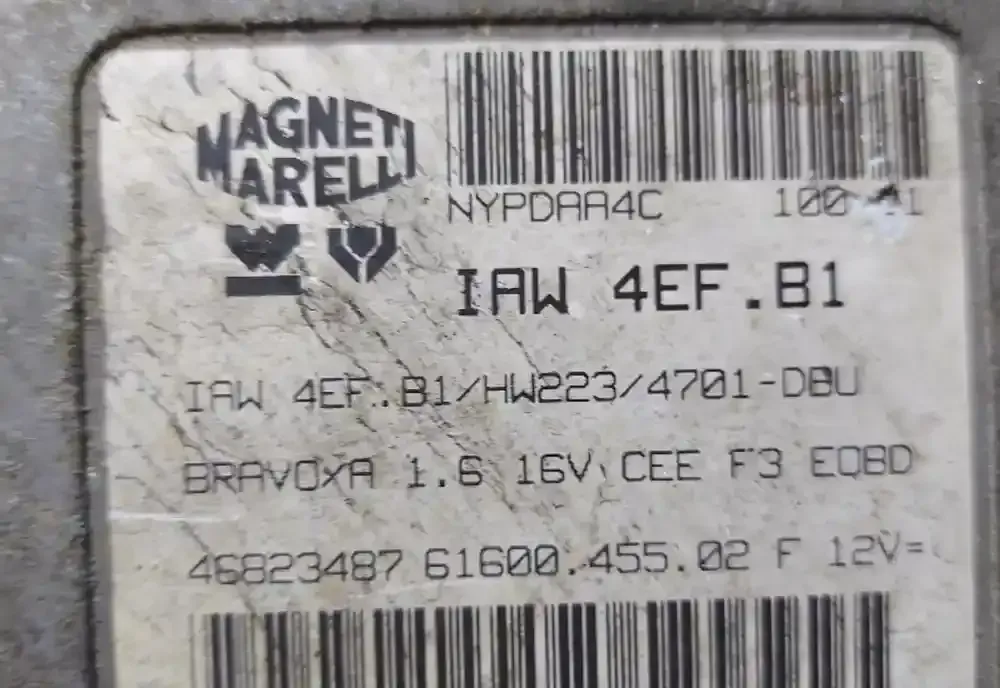 MAGNETI
MARELLI
NYPDAA4C
IAW 4EF.B1
IAW 4EF.B1/HW223/4701-DBU
BRAVOXA 1.6 16V CEE F3 EOBD
46823487 61600.455.02 F 12V=